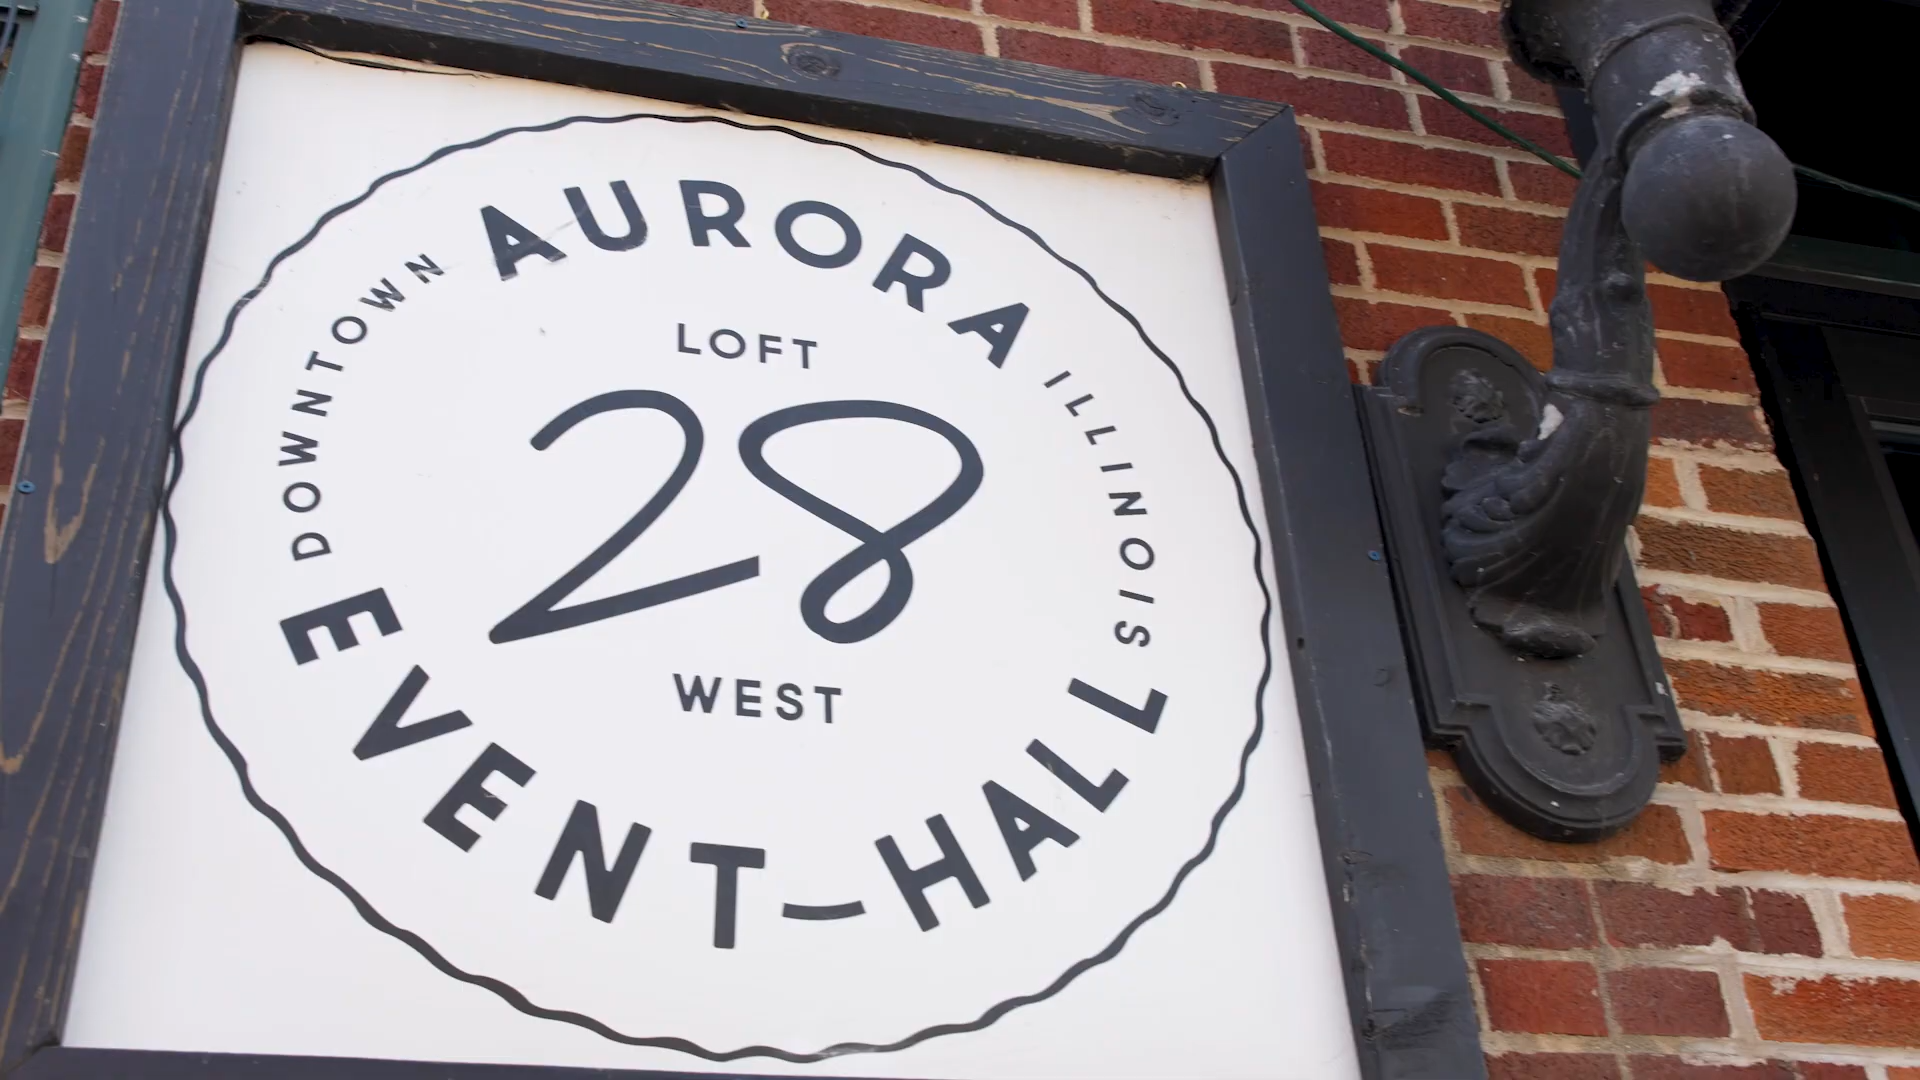 DOWNTOWN
AURORA
ILLINOIS
LOFT
28
WEST
EVENT-HALL